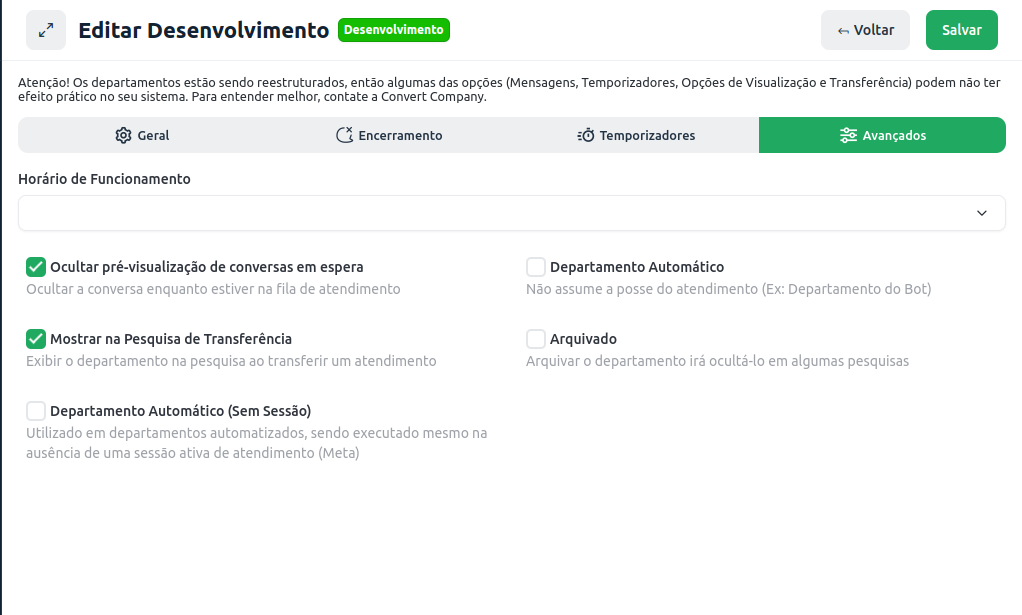 Editar Desenvolvimento
Desenvolvimento
Voltar
Salvar
Atenção! Os departamentos estão sendo reestruturados, então algumas das opções (Mensagens, Temporizadores, Opções de Visualização e Transferência) podem não ter
efeito prático no seu sistema. Para entender melhor, contate a Convert Company.
Geral
Encerramento
Temporizadores
Avançados
Horário de Funcionamento
Ocultar pré-visualização de conversas em espera
Ocultar a conversa enquanto estiver na fila de atendimento
Departamento Automático
Não assume a posse do atendimento (Ex: Departamento do Bot)
Mostrar na Pesquisa de Transferência
Exibir o departamento na pesquisa ao transferir um atendimento
Arquivado
Arquivar o departamento irá ocultá-lo em algumas pesquisas
Departamento Automático (Sem Sessão)
Utilizado em departamentos automatizados, sendo executado mesmo na
ausência de uma sessão ativa de atendimento (Meta)